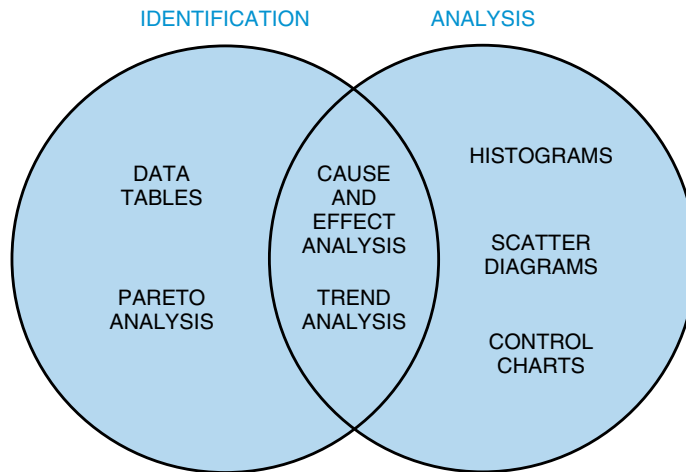 IDENTIFICATION
ANALYSIS
DATA
TABLES
PARETO
ANALYSIS
CAUSE
AND
EFFECT
ANALYSIS
TREND
ANALYSIS
HISTOGRAMS
SCATTER
DIAGRAMS
CONTROL
CHARTS